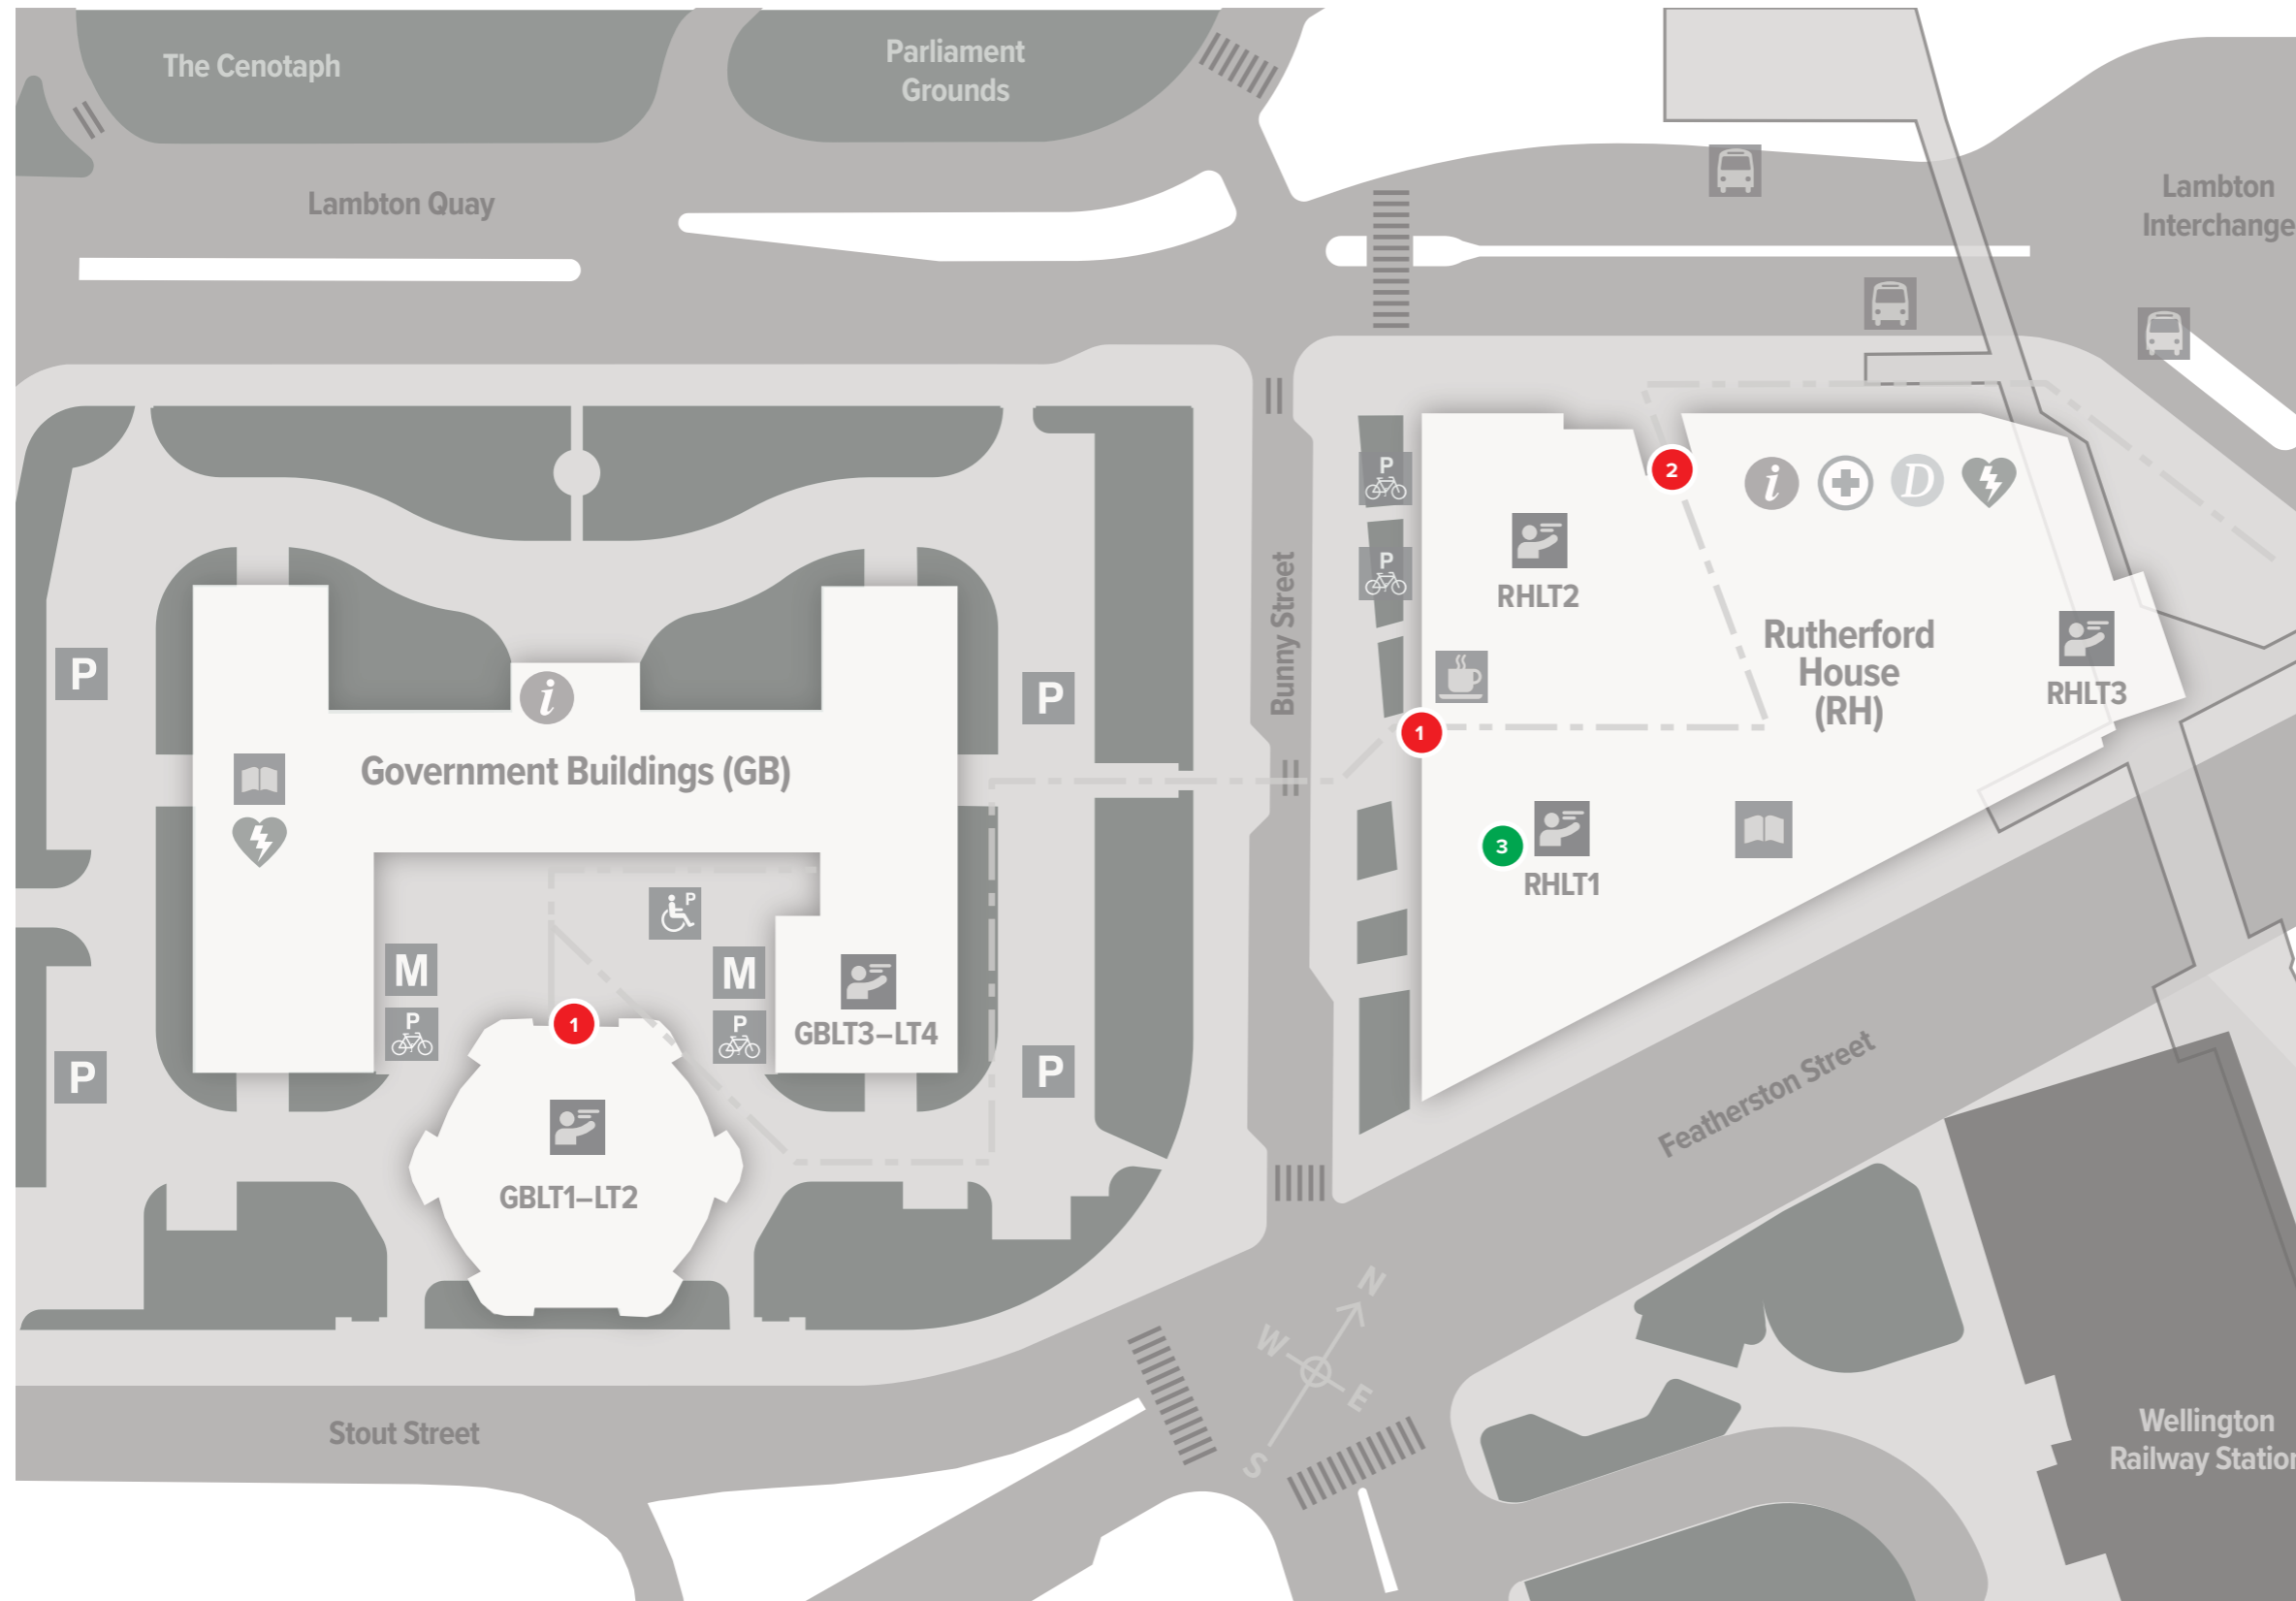 The Cenotaph
Parliament
Grounds
Lambton Quay
Lambton
Interchange
P
P
Bunny Street
2
i
D
RHLT2
Rutherford
House
(RH)
RHLT3
1
3
RHLT1
P
i
P
Government Buildings (GB)
P
M
M
P
P
1
GBLT3–LT4
P
P
GBLT1–LT2
Featherston Street
N
W
E
S
Stout Street
Wellington
Railway Station